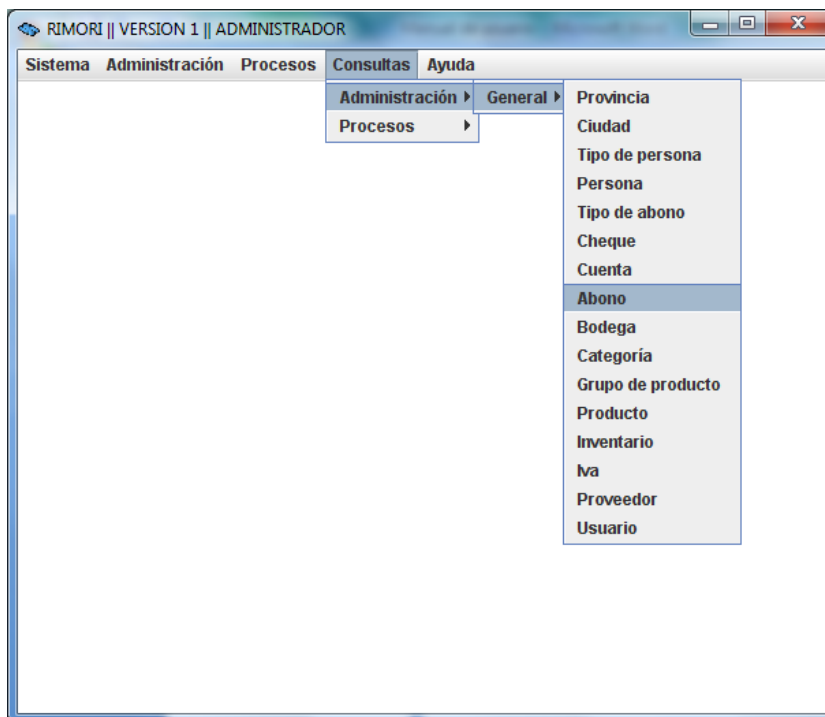 RIMORI || VERSION 1 || ADMINISTRADOR
Sistema Administración Procesos Consultas Ayuda
Administración General Provincia
Procesos Ciudad
Tipo de persona
Persona
Tipo de abono
Cheque
Cuenta
Abono
Bodega
Categoría
Grupo de producto
Producto
Inventario
Iva
Proveedor
Usuario